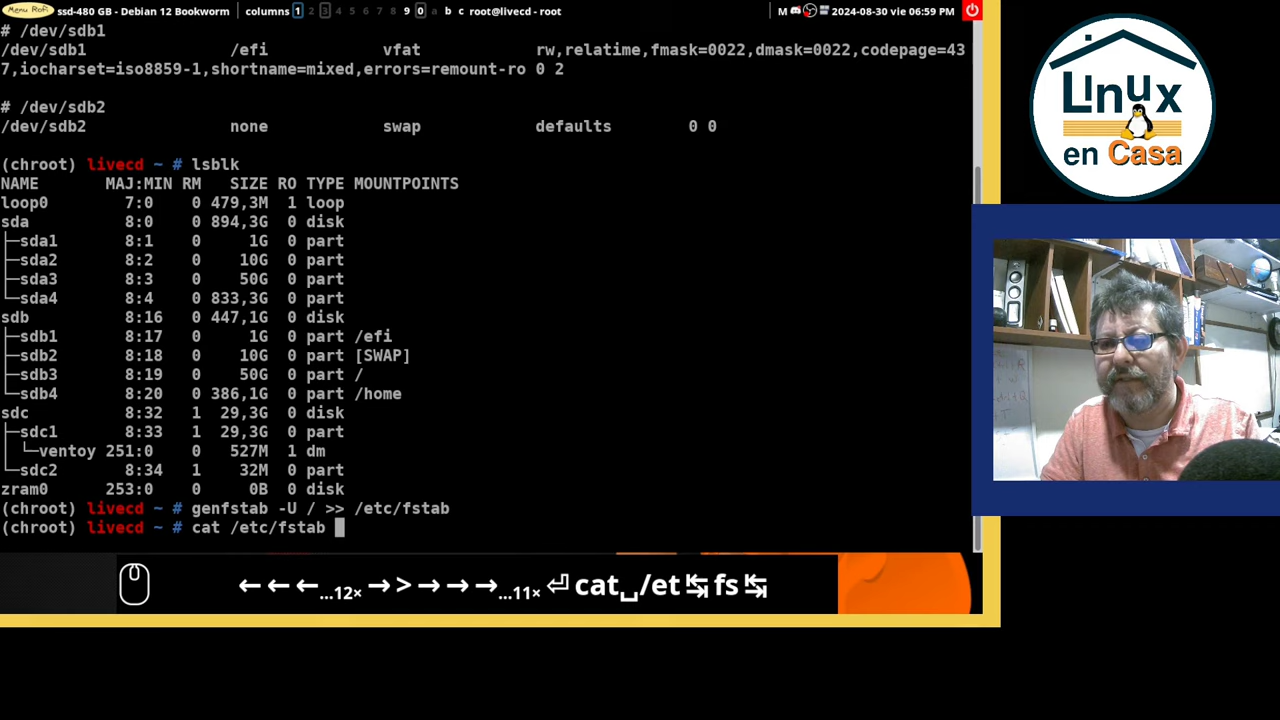 Menu Rofi ssd-480 GB - Debian 12 Bookworm columns 1 2 3 4 5 6 7 8 9 0 a b c root@livecd - root M 2024-08-30 vie 06:59 PM
# /dev/sdb1
/dev/sdb1 /efi vfat rw,relatime,fmask=0022,dmask=0022,codepage=43
7,iocharset=iso8859-1,shortname=mixed,errors=remount-ro 0 2
# /dev/sdb2
/dev/sdb2 none swap defaults 0 0
(chroot) livecd ~ # lsblk
NAME MAJ:MIN RM SIZE RO TYPE MOUNTPOINTS
loop0 7:0 0 479,3M 1 loop
sda 8:0 0 894,3G 0 disk
├─sda1 8:1 0 1G 0 part
├─sda2 8:2 0 10G 0 part
├─sda3 8:3 0 50G 0 part
└─sda4 8:4 0 833,3G 0 part
sdb 8:16 0 447,1G 0 disk
├─sdb1 8:17 0 1G 0 part /efi
├─sdb2 8:18 0 10G 0 part [SWAP]
├─sdb3 8:19 0 50G 0 part /
└─sdb4 8:20 0 386,1G 0 part /home
sdc 8:32 1 29,3G 0 disk
├─sdc1 8:33 1 29,3G 0 part
│ └─ventoy 251:0 0 527M 1 dm
└─sdc2 8:34 1 32M 0 part
zram0 253:0 0 0B 0 disk
(chroot) livecd ~ # genfstab -U / >> /etc/fstab
(chroot) livecd ~ # cat /etc/fstab
←←←...12×→>→→→...11×⏎cat␣/et↹fs↹
Linux
en Casa